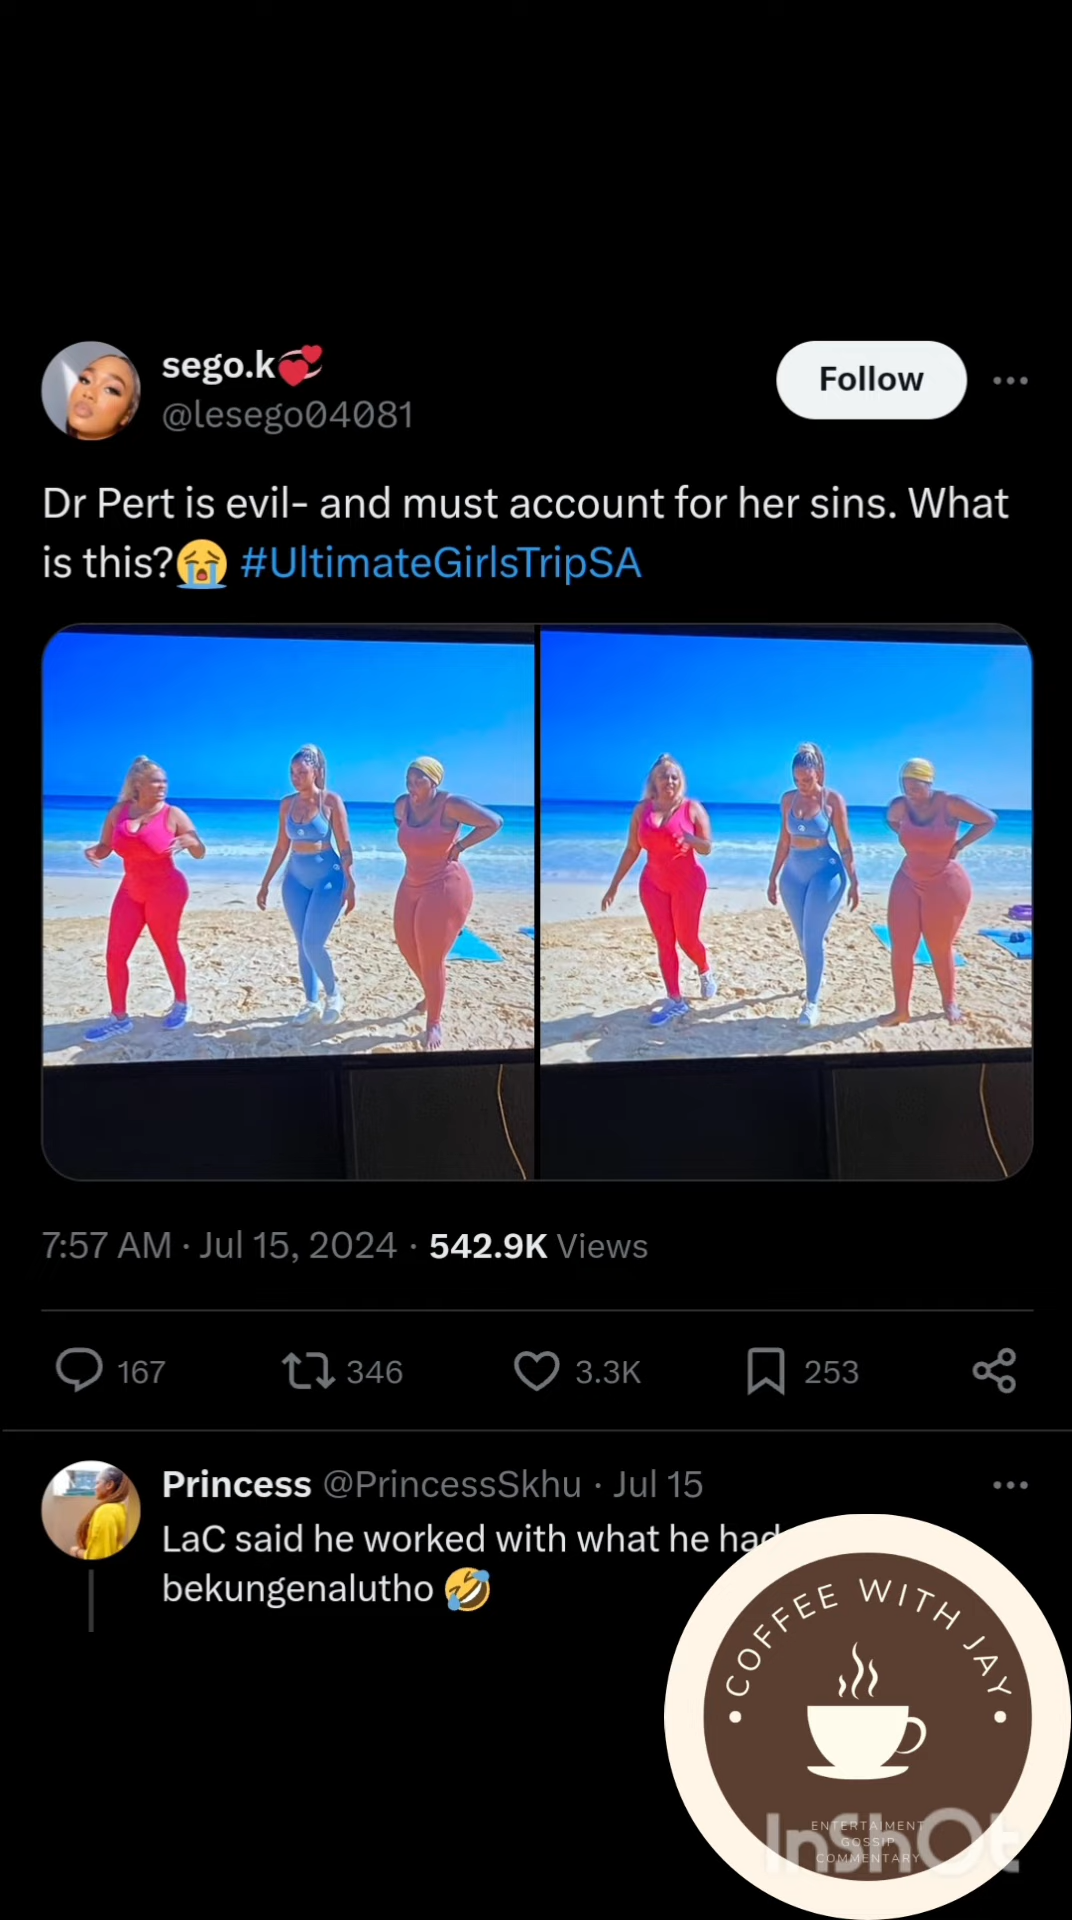 sego.k💞
@lesego04081
Follow
Dr Pert is evil- and must account for her sins. What
is this?😭 #UltimateGirlsTripSA
7:57 AM · Jul 15, 2024 · 542.9K Views
167
346
3.3K
253
Princess @PrincessSkhu · Jul 15
LaC said he worked with what he had
bekungenalutho 🤣
COFFEE WITH JAY
ENTERTAIMENT
GOSSIP
COMMENTARY
InShOt